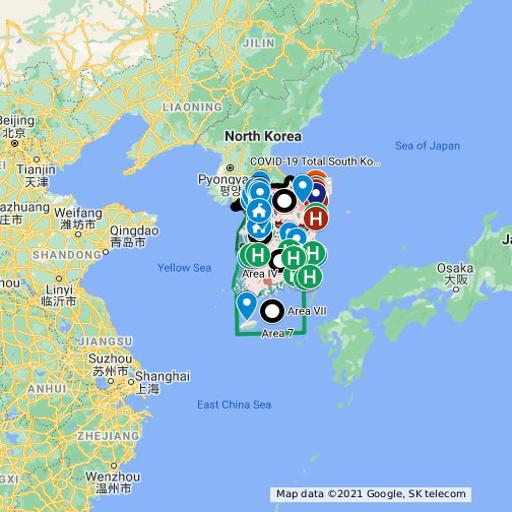 JILIN
LIAONING
Beijing
北京
North Korea
Sea of Japan
COVID-19 Total South Ko...
Tianjin
天津
Pyongya
평양
Weifang
潍坊
Qingdao
青岛市
SHANDONG
Yellow Sea
Area IV
Osaka
大阪
Linyi
临沂市
Area VII
Area 7
JIANGSU
Suzhou
苏州市
Shanghai
上海
ANHUI
East China Sea
ZHEJIANG
Wenzhou
温州市
H
H
H
H
H
H
Map data ©2021 Google, SK telecom